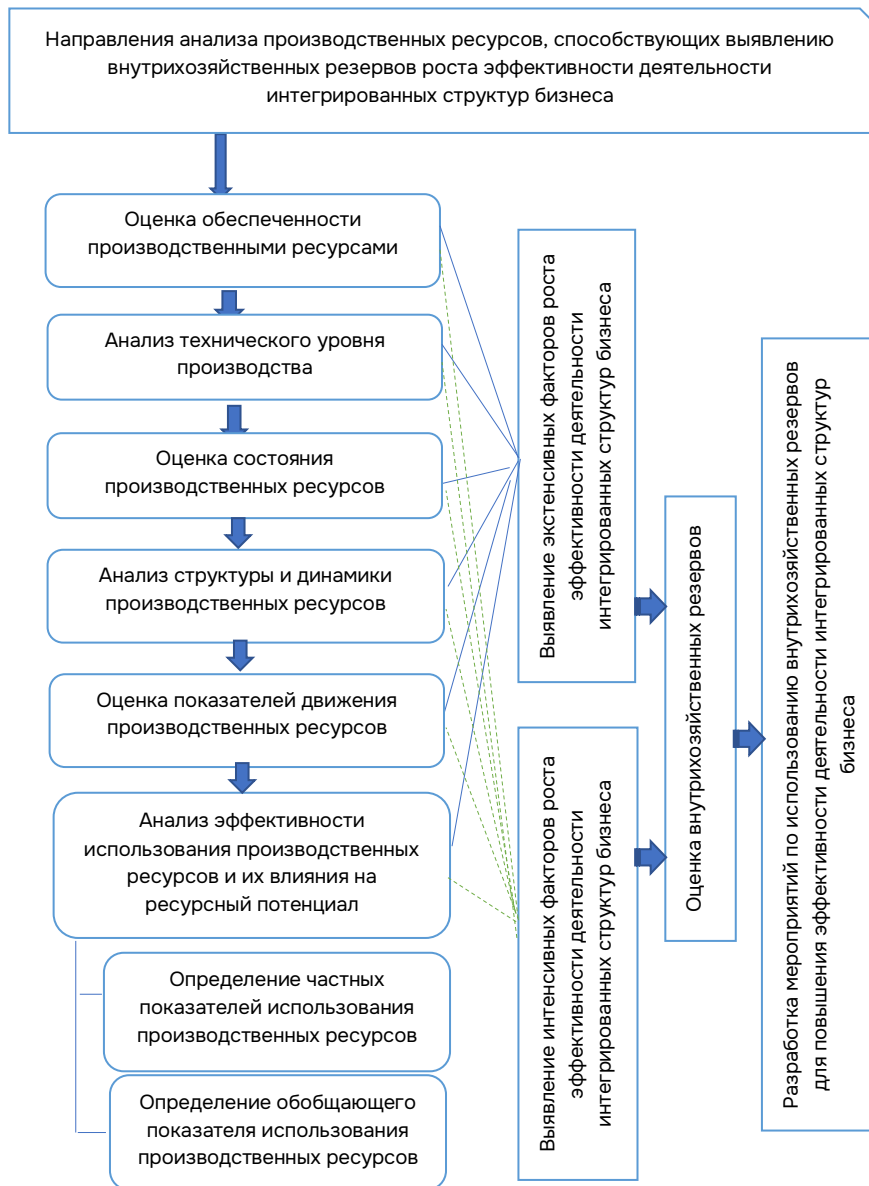 Направления анализа производственных ресурсов, способствующих выявлению
внутрихозяйственных резервов роста эффективности деятельности
интегрированных структур бизнеса
Оценка обеспеченности
производственными ресурсами
Анализ технического уровня
производства
Оценка состояния
производственных ресурсов
Анализ структуры и динамики
производственных ресурсов
Оценка показателей движения
производственных ресурсов
Анализ эффективности
использования производственных
ресурсов и их влияния на
ресурсный потенциал
Определение частных
показателей использования
производственных ресурсов
Определение обобщающего
показателя использования
производственных ресурсов
Выявление экстенсивных факторов роста
эффективности деятельности
интегрированных структур бизнеса
Выявление интенсивных факторов роста
эффективности деятельности
интегрированных структур бизнеса
Оценка внутрихозяйственных резервов
Разработка мероприятий по использованию внутрихозяйственных резервов
для повышения эффективности деятельности интегрированных структур
бизнеса